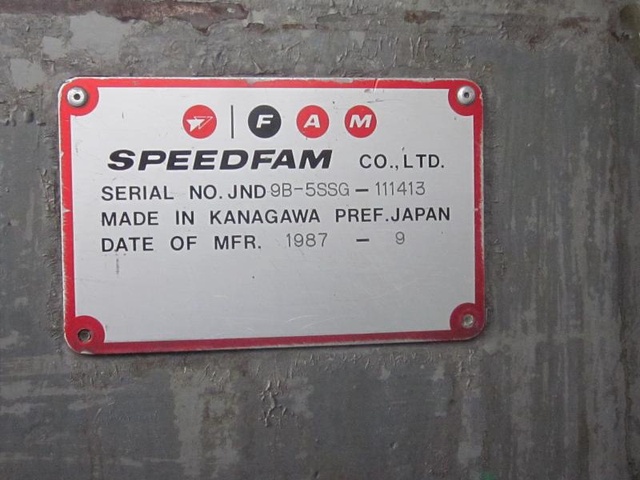 FAM
SPEEDFAM CO.,LTD.
SERIAL NO. JND 9B-5SSG-111413
MADE IN KANAGAWA PREF. JAPAN
DATE OF MFR. 1987 - 9